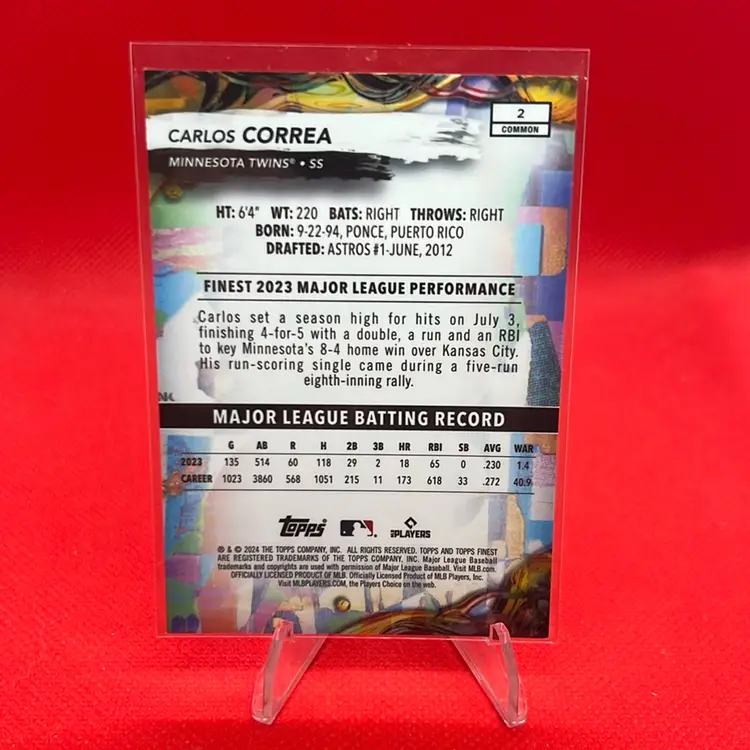 2
COMMON
CARLOS CORREA
MINNESOTA TWINS® • SS
HT: 6'4" WT: 220 BATS: RIGHT THROWS: RIGHT
BORN: 9-22-94, PONCE, PUERTO RICO
DRAFTED: ASTROS #1-JUNE, 2012
FINEST 2023 MAJOR LEAGUE PERFORMANCE
Carlos set a season high for hits on July 3,
finishing 4-for-5 with a double, a run and an RBI
to key Minnesota's 8-4 home win over Kansas City.
His run-scoring single came during a five-run
eighth-inning rally.
MAJOR LEAGUE BATTING RECORD
G AB R H 2B 3B HR RBI SB AVG WAR
2023 135 514 60 118 29 2 18 65 0 .230 1.4
CAREER 1023 3860 568 1051 215 11 173 618 33 .272 40.9
Topps PLAYERS
® & © 2024 THE TOPPS COMPANY, INC. ALL RIGHTS RESERVED. TOPPS AND TOPPS FINEST
ARE REGISTERED TRADEMARKS OF THE TOPPS COMPANY, INC. Major League Baseball
trademarks and copyrights are used with permission of Major League Baseball. Visit MLB.com.
OFFICIALLY LICENSED PRODUCT OF MLB. Officially Licensed Product of MLB Players, Inc.
Visit MLBPLAYERS.com, the Players Choice on the web.